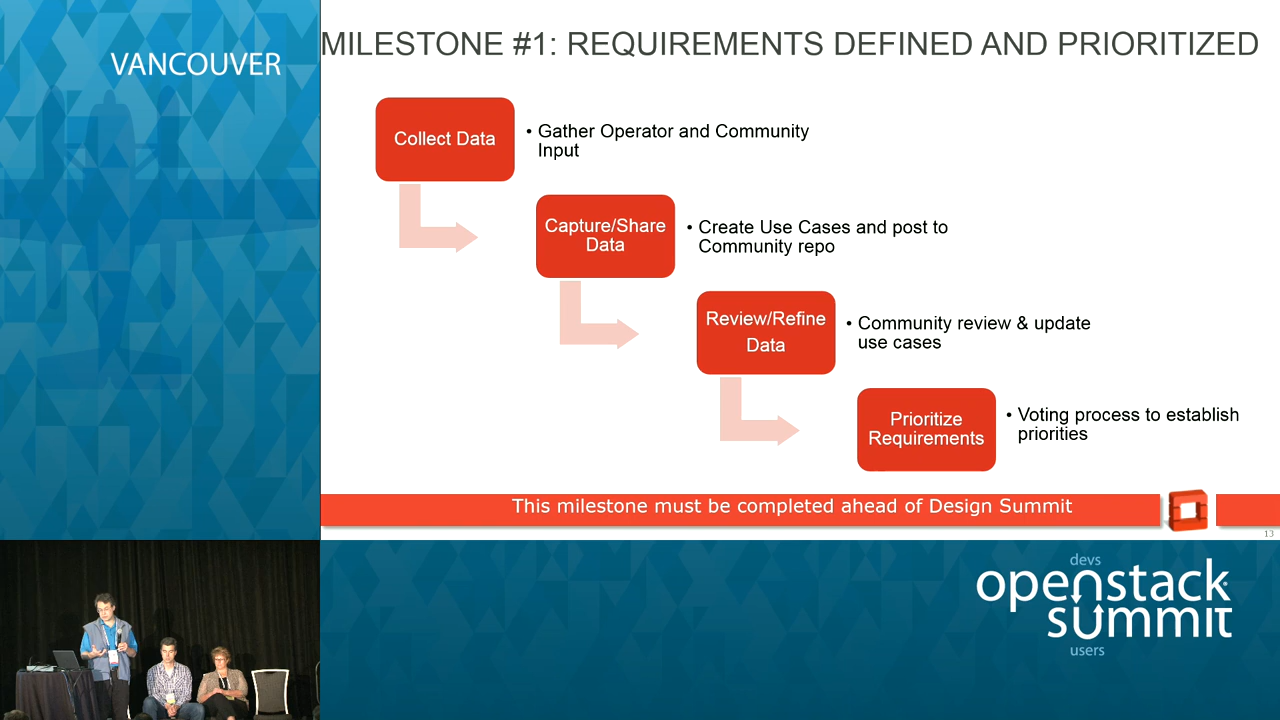 VANCOUVER
MILESTONE #1: REQUIREMENTS DEFINED AND PRIORITIZED
Collect Data
• Gather Operator and Community
Input
Capture/Share
Data
• Create Use Cases and post to
Community repo
Review/Refine
Data
• Community review & update
use cases
Prioritize
Requirements
• Voting process to establish
priorities
This milestone must be completed ahead of Design Summit
13
devs
openstack
summit
users